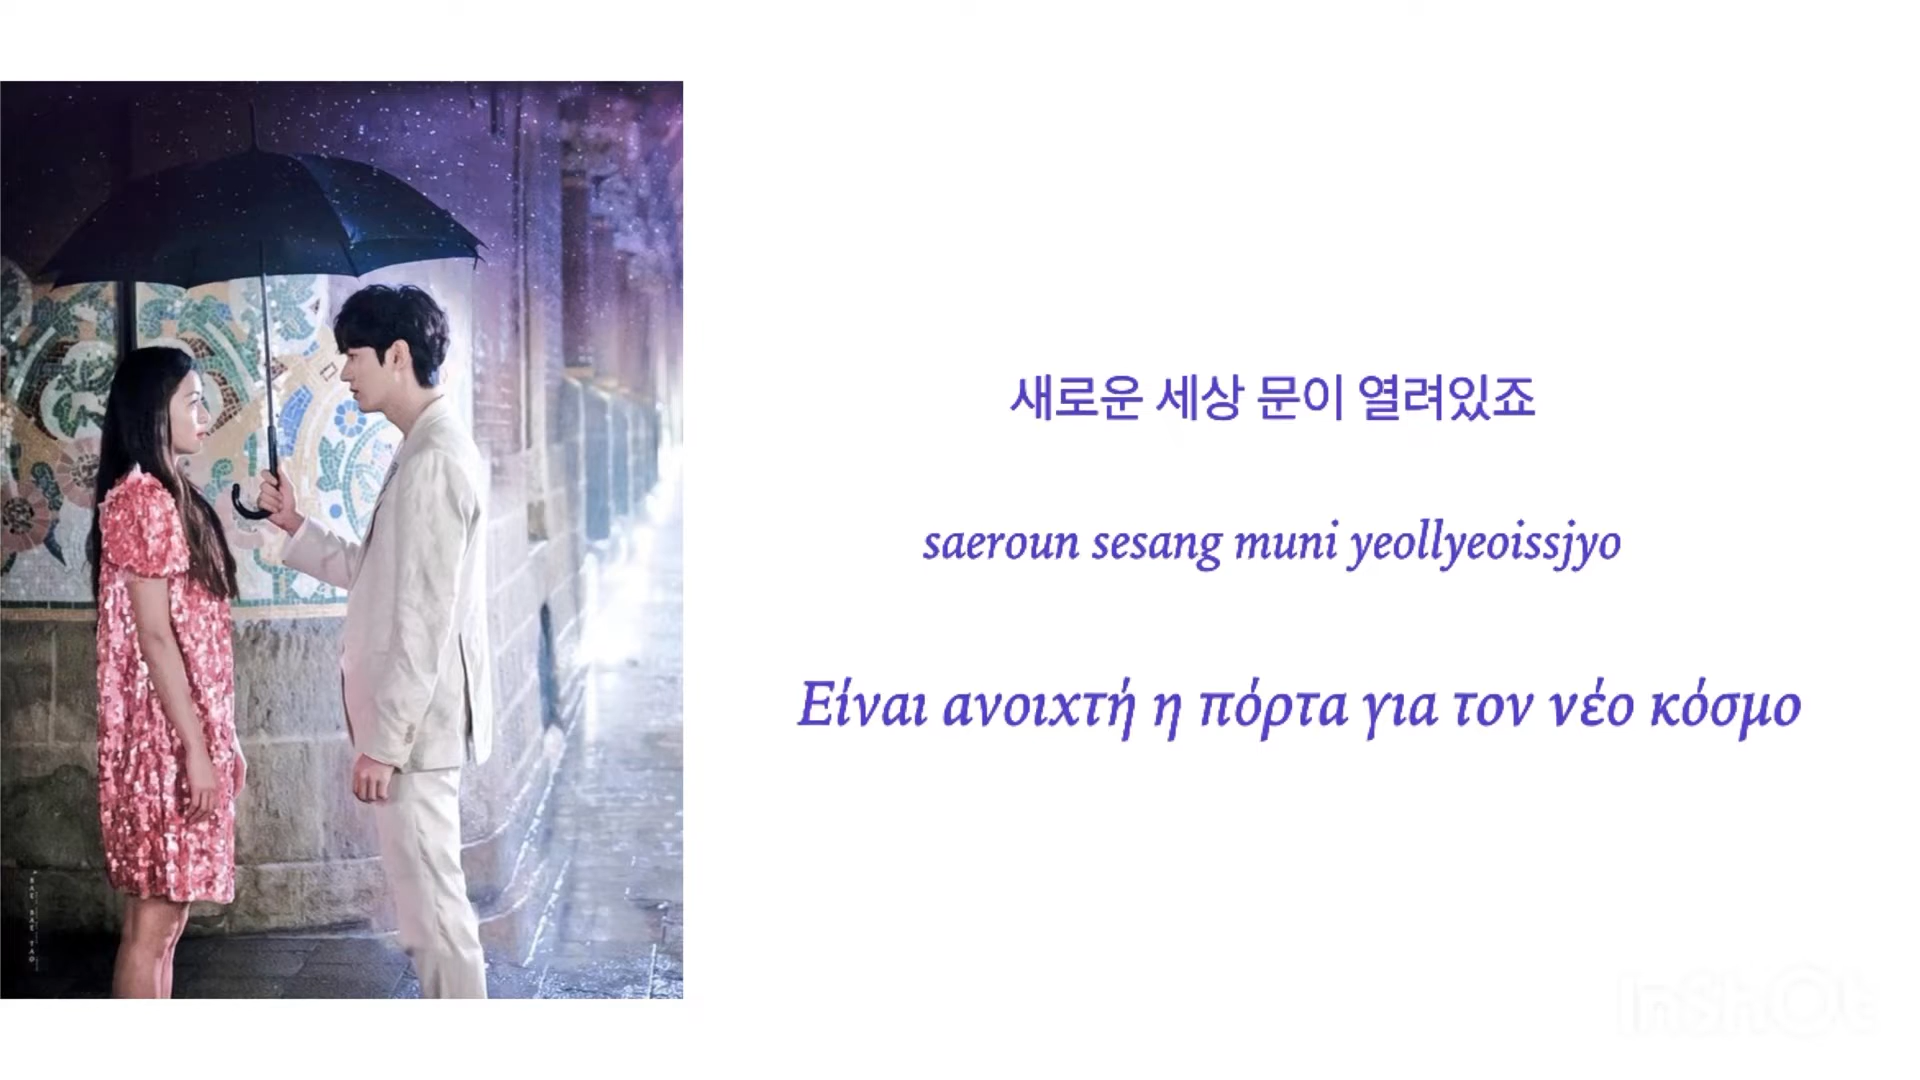 새로운 세상 문이 열려있죠
saeroun sesang muni yeollyeoissjyo
Είναι ανοιχτή η πόρτα για τον νέο κόσμο
InShOt